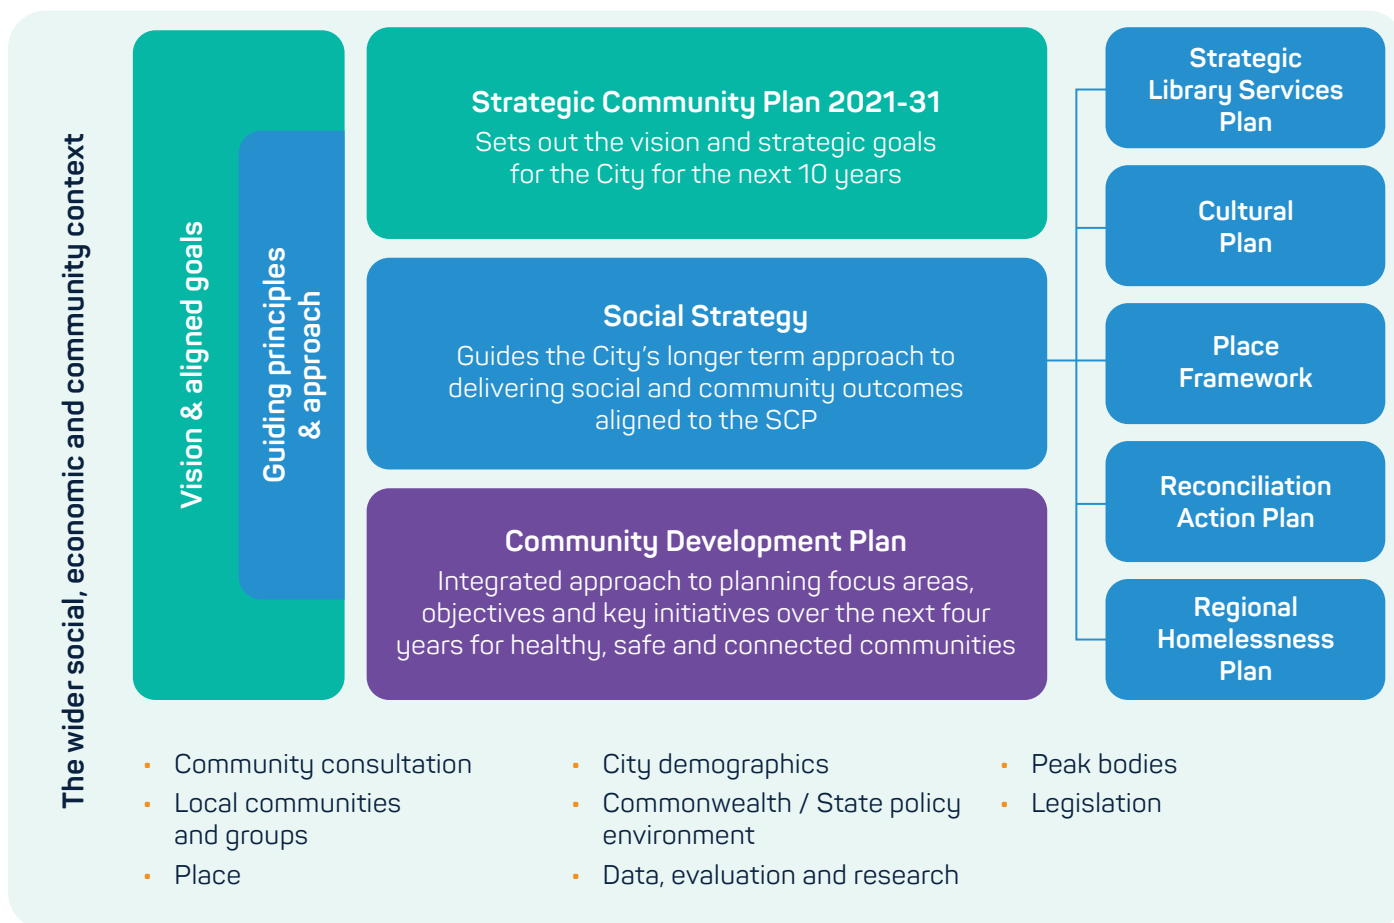 The wider social, economic and community context
Vision & aligned goals
Guiding principles
& approach
Strategic Community Plan 2021-31
Sets out the vision and strategic goals
for the City for the next 10 years
Social Strategy
Guides the City's longer term approach to
delivering social and community outcomes
aligned to the SCP
Community Development Plan
Integrated approach to planning focus areas,
objectives and key initiatives over the next four
years for healthy, safe and connected communities
Strategic
Library Services
Plan
Cultural
Plan
Place
Framework
Reconciliation
Action Plan
Regional
Homelessness
Plan
• Community consultation
• Local communities
and groups
• Place
• City demographics
• Commonwealth / State policy
environment
• Data, evaluation and research
• Peak bodies
• Legislation